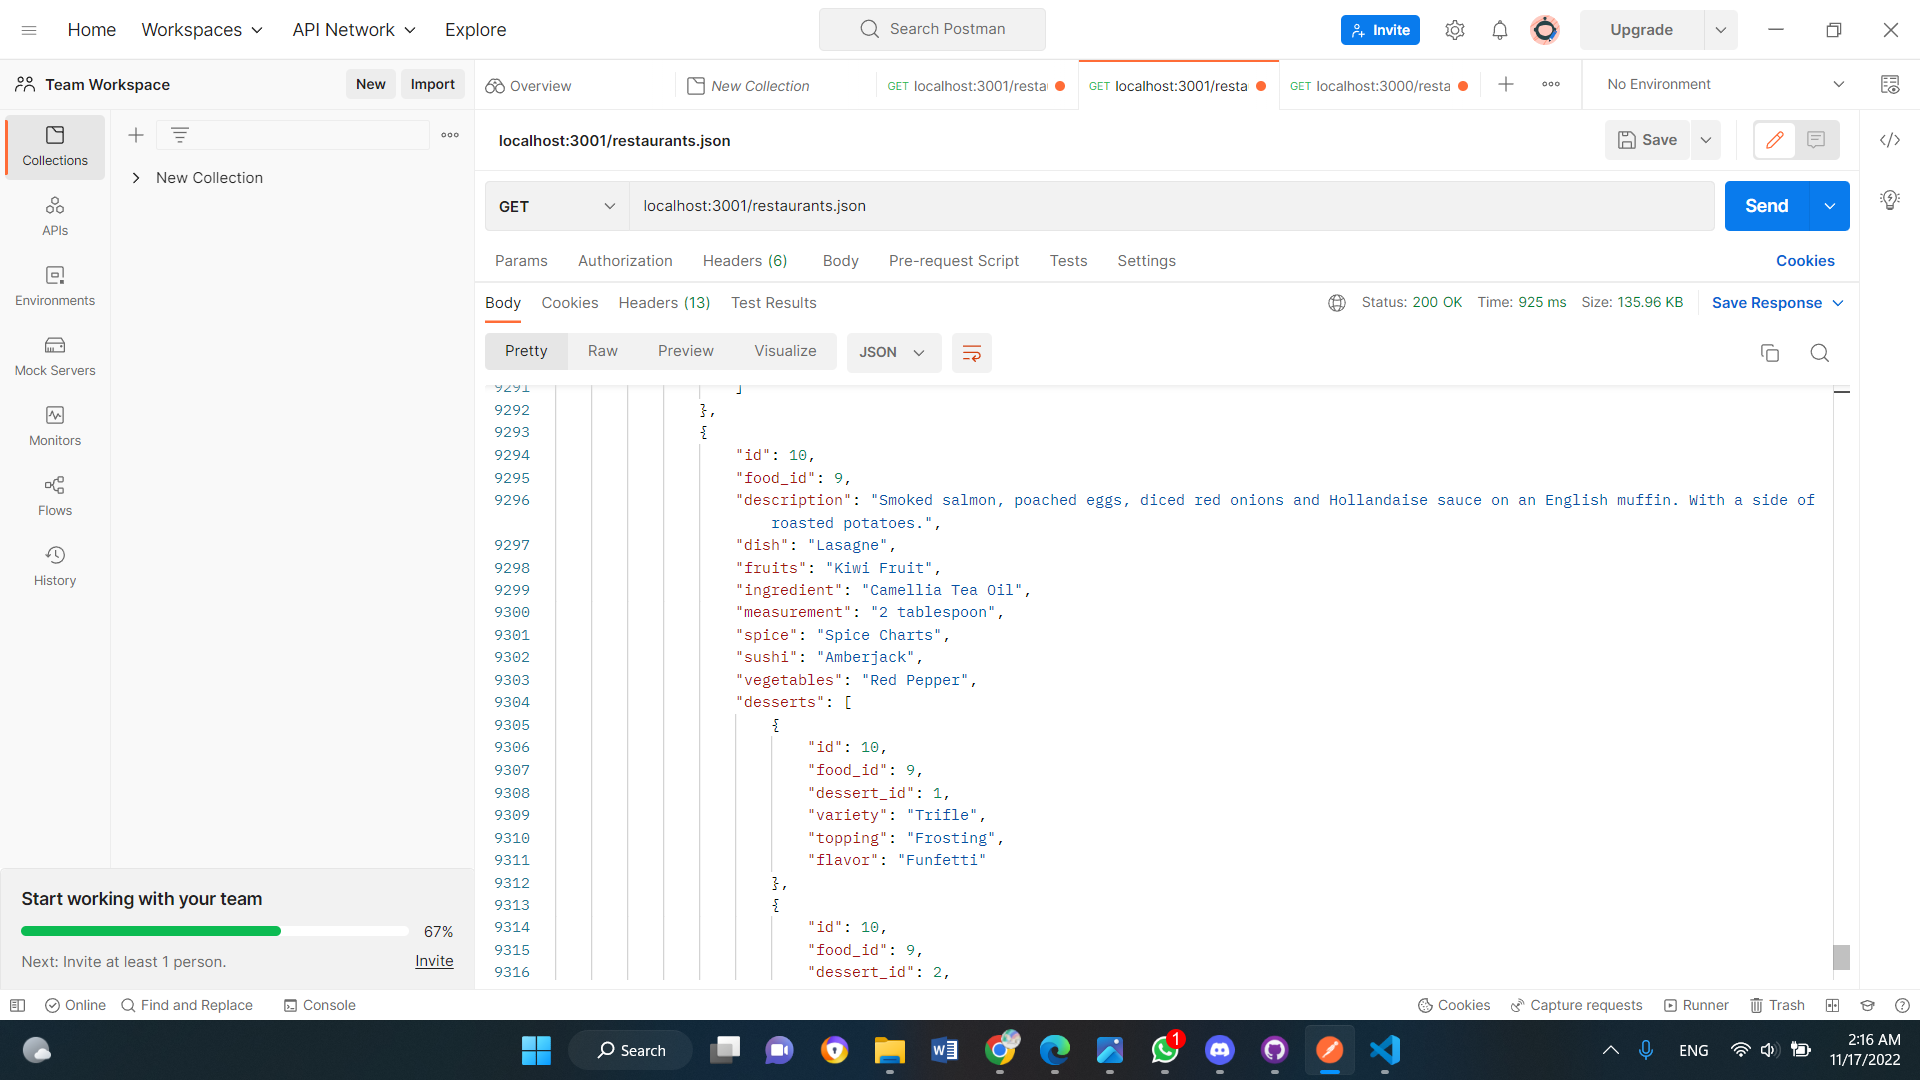 Home
Workspaces
API Network
Explore
Search Postman
Invite
Upgrade
Team Workspace
New
Import
Overview
New Collection
GET localhost:3001/resta
GET localhost:3001/resta
GET localhost:3000/resta
No Environment
Collections
APIs
Environments
Mock Servers
Monitors
Flows
History
New Collection
localhost:3001/restaurants.json
Save
GET
localhost:3001/restaurants.json
Send
Params
Authorization
Headers (6)
Body
Pre-request Script
Tests
Settings
Cookies
Body
Cookies
Headers (13)
Test Results
Status: 200 OK
Time: 925 ms
Size: 135.96 KB
Save Response
Pretty
Raw
Preview
Visualize
JSON
9291 ]
9292 },
9293 {
9294 "id": 10,
9295 "food_id": 9,
9296 "description": "Smoked salmon, poached eggs, diced red onions and Hollandaise sauce on an English muffin. With a side of
roasted potatoes.",
9297 "dish": "Lasagne",
9298 "fruits": "Kiwi Fruit",
9299 "ingredient": "Camellia Tea Oil",
9300 "measurement": "2 tablespoon",
9301 "spice": "Spice Charts",
9302 "sushi": "Amberjack",
9303 "vegetables": "Red Pepper",
9304 "desserts": [
9305 {
9306 "id": 10,
9307 "food_id": 9,
9308 "dessert_id": 1,
9309 "variety": "Trifle",
9310 "topping": "Frosting",
9311 "flavor": "Funfetti"
9312 },
9313 {
9314 "id": 10,
9315 "food_id": 9,
9316 "dessert_id": 2,
Start working with your team
67%
Next: Invite at least 1 person.
Invite
Online
Find and Replace
Console
Cookies
Capture requests
Runner
Trash
Search
1
ENG
2:16 AM
11/17/2022